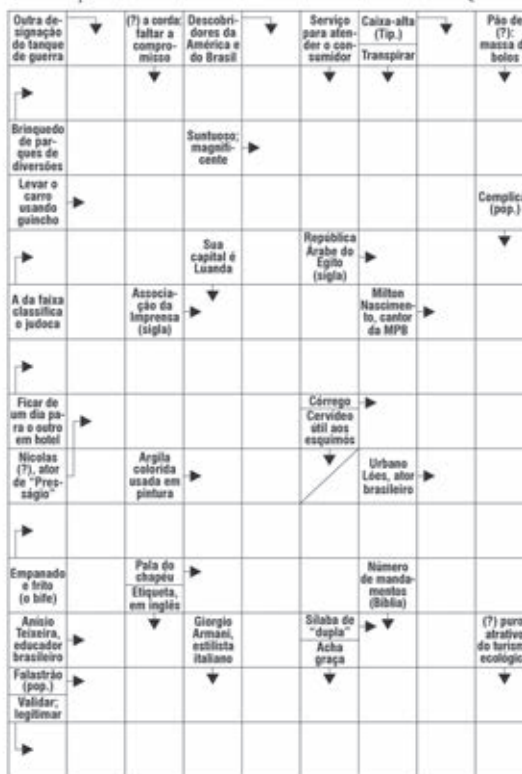 Outra de-
signação
do tanque
de guerra
(?) a corda:
faltar a
compro-
misso
Descobri-
dores da
América e
do Brasil
Serviço
para aten-
der o con-
sumidor
Caixa-alta
(Tip.)
Transpirar
Pão de
(?):
massa d
bolos
Brinquedo
de par-
ques de
diversões
Suntuoso;
magnifi-
cente
Levar o
carro
usando
guincho
Complica
(pop.)
Sua
capital é
Luanda
República
Árabe do
Egito
(sigla)
A da faixa
classifica
o judoca
Associa-
ção da
Imprensa
(sigla)
Milton
Nascimen-
to, cantor
da MPB
Ficar de
um dia pa-
ra o outro
em hotel
Córrego
Cervídeo
útil aos
esquimós
Nicolas
(?), ator
de "Pres-
ságio"
Argila
colorida
usada em
pintura
Urbano
Lóes, ator
brasileiro
Empanado
e frito
(o bife)
Pala do
chapéu
Etiqueta,
em inglês
Número
de manda-
mentos
(Bíblia)
Anísio
Teixeira,
educador
brasileiro
Giorgio
Armani,
estilista
italiano
Sílaba de
"dupla"
Acha
graça
(?) puro
atrativo
do turism
ecológic
Falastrão
(pop.)
Validar;
legitimar